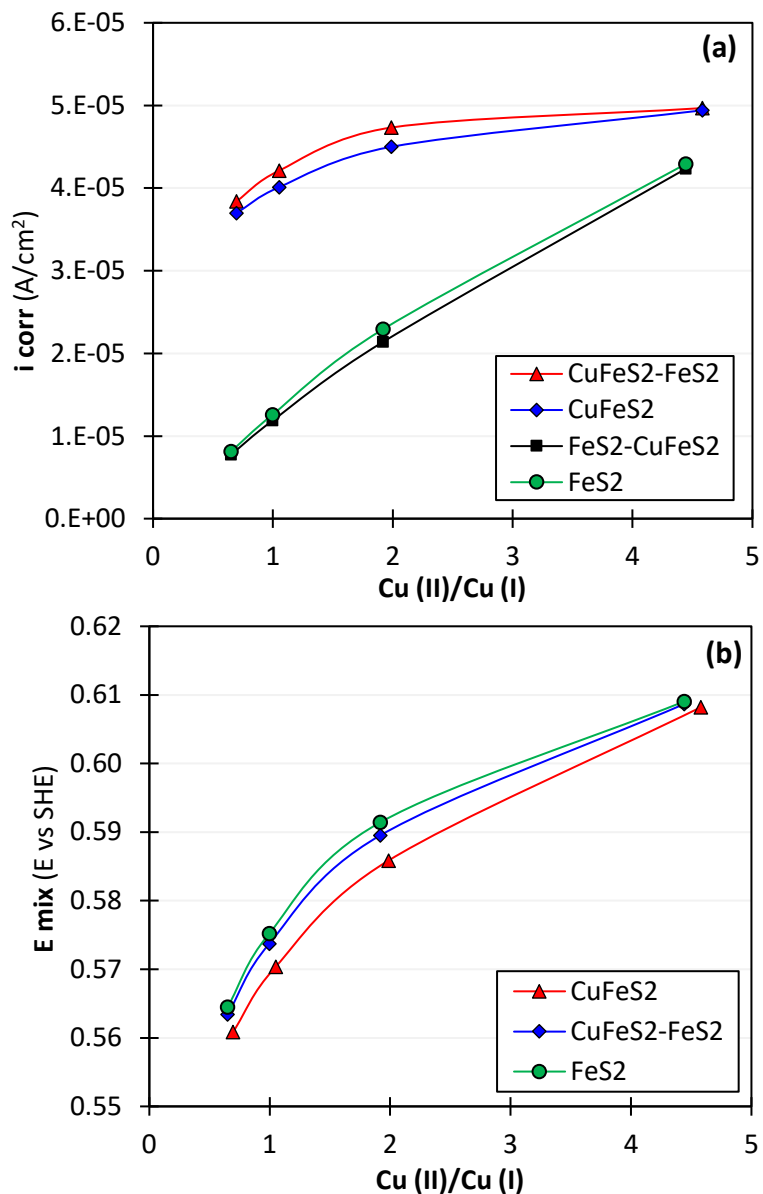 (a)
i corr (A/cm²)
6.E-05
5.E-05
4.E-05
3.E-05
2.E-05
1.E-05
0.E+00
CuFeS2-FeS2
CuFeS2
FeS2-CuFeS2
FeS2
0 1 2 3 4 5
Cu (II)/Cu (I)
(b)
E mix (E vs SHE)
0.62
0.61
0.60
0.59
0.58
0.57
0.56
0.55
CuFeS2
CuFeS2-FeS2
FeS2
0 1 2 3 4 5
Cu (II)/Cu (I)